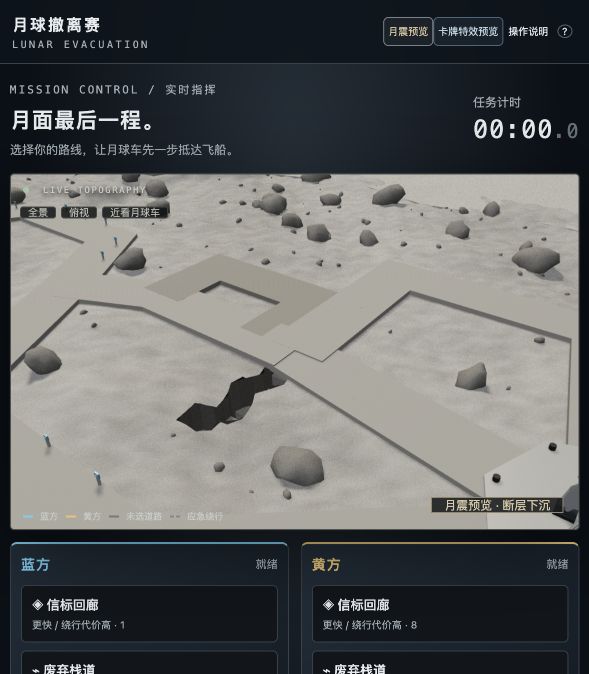 月球撤离赛
LUNAR EVACUATION
月震预览 卡牌特效预览 操作说明 ?
MISSION CONTROL / 实时指挥
月面最后一程。
选择你的路线，让月球车先一步抵达飞船。
任务计时
00:00.0
LIVE TOPOGRAPHY
全景 俯视 近看月球车
月震预览 · 断层下沉
蓝方 黄方 未选道路 应急绕行
蓝方 就绪
◈ 信标回廊
更快 / 绕行代价高 · 1
⌁ 废弃栈道
黄方 就绪
◈ 信标回廊
更快 / 绕行代价高 · 8
⌁ 废弃栈道